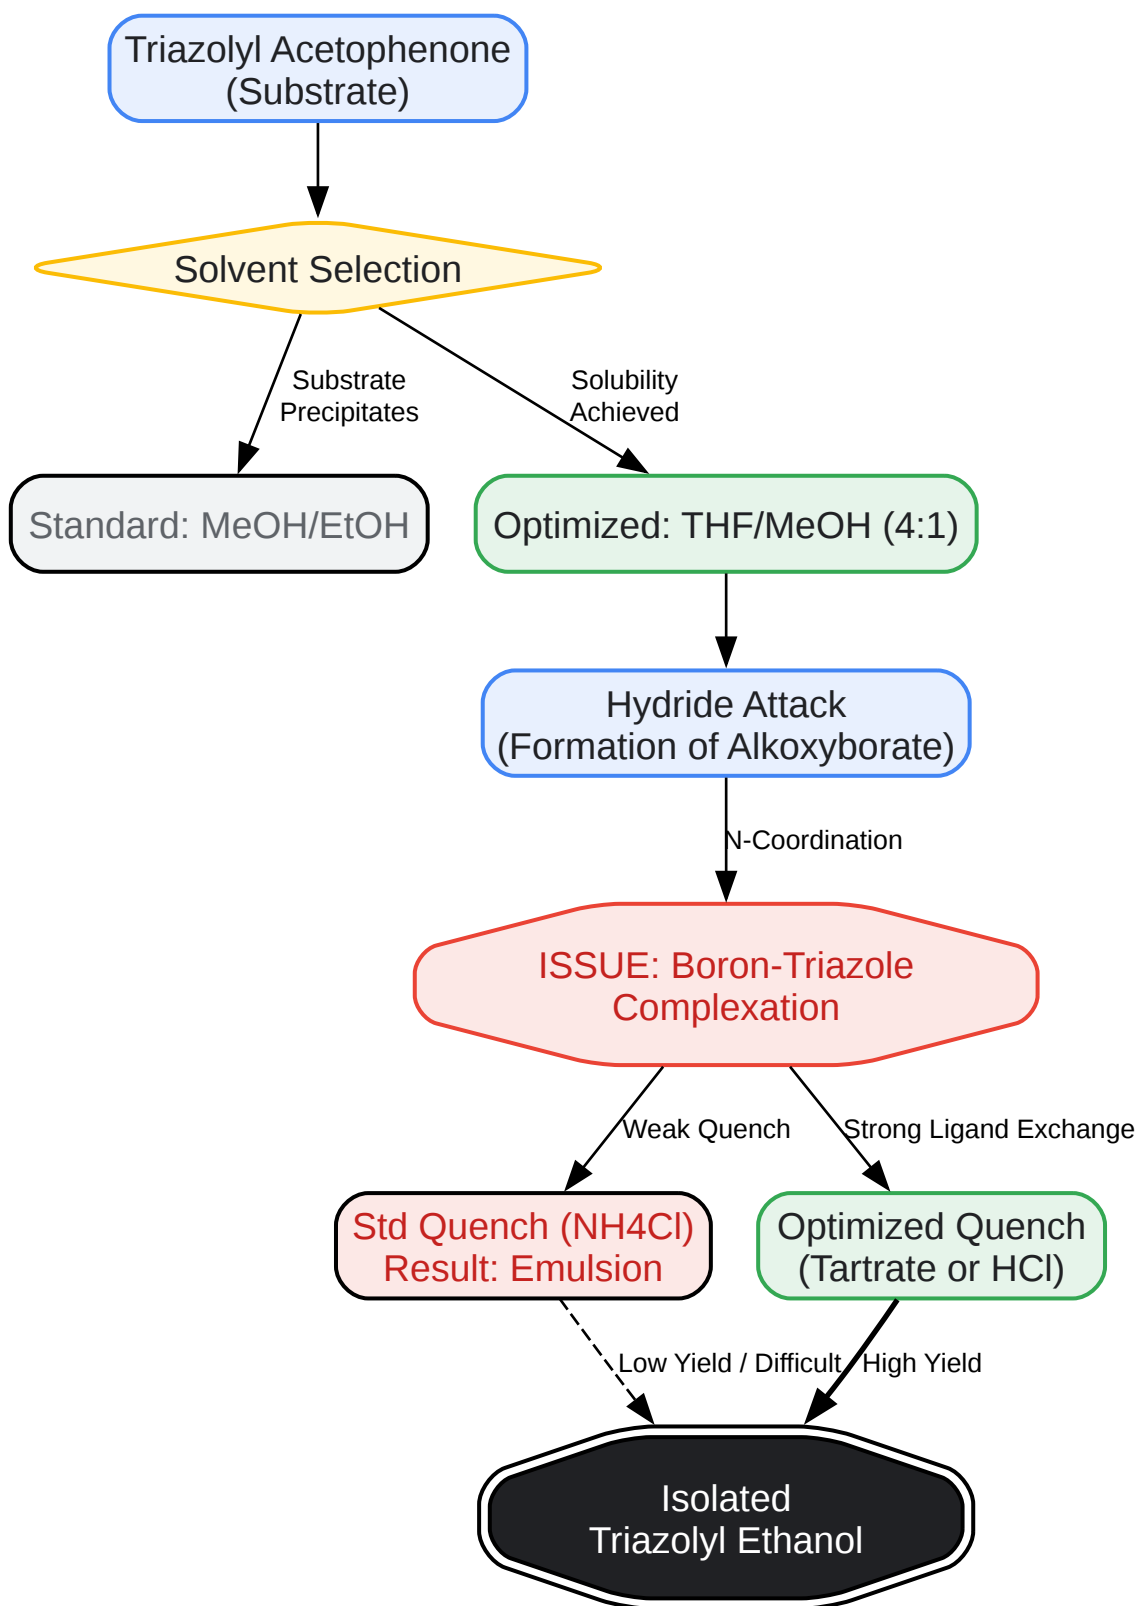 Triazolyl Acetophenone
(Substrate)
Solvent Selection
Substrate
Precipitates
Solubility
Achieved
Standard: MeOH/EtOH
Optimized: THF/MeOH (4:1)
Hydride Attack
(Formation of Alkoxyborate)
N-Coordination
ISSUE: Boron-Triazole
Complexation
Weak Quench
Strong Ligand Exchange
Std Quench (NH4Cl)
Result: Emulsion
Optimized Quench
(Tartrate or HCl)
Low Yield / Difficult
High Yield
Isolated
Triazolyl Ethanol